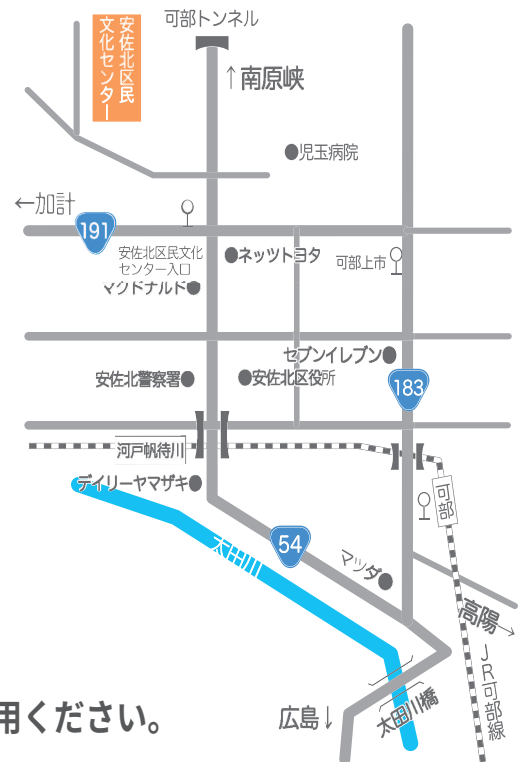 安佐北区民
文化センター
可部トンネル
↑南原峡
児玉病院
←加計
191
安佐北区民文化
センター入口
ネッツトヨタ
可部上市
マクドナルド
セブンイレブン
安佐北警察署
安佐北区役所
183
河戸帆待川
デイリーヤマザキ
可部
太田川
54
マツダ
高陽→
JR可部線
広島↓
太田川橋
用ください。